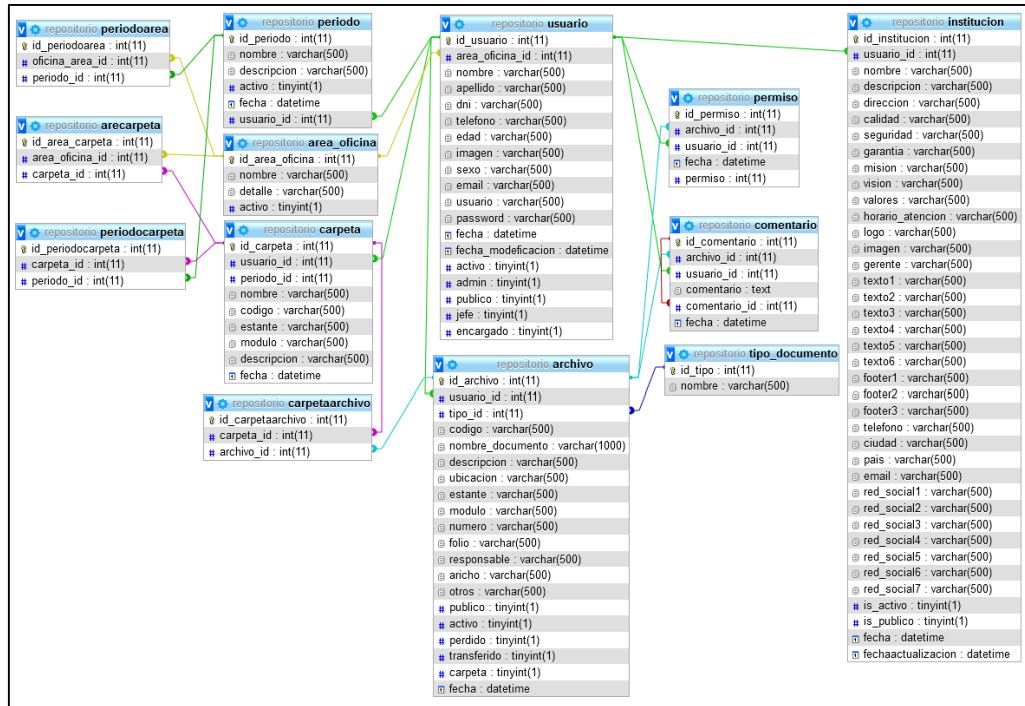 repositorio periodoarea
id_periodoarea : int(11)
oficina_area_id : int(11)
periodo_id : int(11)
repositorio arecarpeta
id_area_carpeta : int(11)
area_oficina_id : int(11)
carpeta_id : int(11)
repositorio periodocarpeta
id_periodocarpeta : int(11)
carpeta_id : int(11)
periodo_id : int(11)
repositorio periodo
id_periodo : int(11)
nombre : varchar(500)
descripcion : varchar(500)
activo : tinyint(1)
fecha : datetime
usuario_id : int(11)
repositorio area_oficina
id_area_oficina : int(11)
nombre : varchar(500)
detalle : varchar(500)
activo : tinyint(1)
repositorio carpeta
id_carpeta : int(11)
usuario_id : int(11)
periodo_id : int(11)
nombre : varchar(500)
codigo : varchar(500)
estante : varchar(500)
modulo : varchar(500)
descripcion : varchar(500)
fecha : datetime
repositorio carpetaarchivo
id_carpetaarchivo : int(11)
carpeta_id : int(11)
archivo_id : int(11)
repositorio usuario
id_usuario : int(11)
area_oficina_id : int(11)
nombre : varchar(500)
apellido : varchar(500)
dni : varchar(500)
telefono : varchar(500)
edad : varchar(500)
imagen : varchar(500)
sexo : varchar(500)
email : varchar(500)
usuario : varchar(500)
password : varchar(500)
fecha : datetime
fecha_modeficacion : datetime
activo : tinyint(1)
admin : tinyint(1)
publico : tinyint(1)
jefe : tinyint(1)
encargado : tinyint(1)
repositorio archivo
id_archivo : int(11)
usuario_id : int(11)
tipo_id : int(11)
codigo : varchar(500)
nombre_documento : varchar(1000)
descripcion : varchar(500)
ubicacion : varchar(500)
estante : varchar(500)
modulo : varchar(500)
numero : varchar(500)
folio : varchar(500)
responsable : varchar(500)
aricho : varchar(500)
otros : varchar(500)
publico : tinyint(1)
activo : tinyint(1)
perdido : tinyint(1)
transferido : tinyint(1)
carpeta : tinyint(1)
fecha : datetime
repositorio permiso
id_permiso : int(11)
archivo_id : int(11)
usuario_id : int(11)
fecha : datetime
permiso : int(11)
repositorio comentario
id_comentario : int(11)
archivo_id : int(11)
usuario_id : int(11)
comentario : text
comentario_id : int(11)
fecha : datetime
repositorio tipo_documento
id_tipo : int(11)
nombre : varchar(500)
repositorio institucion
id_institucion : int(11)
usuario_id : int(11)
nombre : varchar(500)
descripcion : varchar(500)
direccion : varchar(500)
calidad : varchar(500)
seguridad : varchar(500)
garantia : varchar(500)
mision : varchar(500)
vision : varchar(500)
valores : varchar(500)
horario_atencion : varchar(500)
logo : varchar(500)
imagen : varchar(500)
gerente : varchar(500)
texto1 : varchar(500)
texto2 : varchar(500)
texto3 : varchar(500)
texto4 : varchar(500)
texto5 : varchar(500)
texto6 : varchar(500)
footer1 : varchar(500)
footer2 : varchar(500)
footer3 : varchar(500)
telefono : varchar(500)
ciudad : varchar(500)
pais : varchar(500)
email : varchar(500)
red_social1 : varchar(500)
red_social2 : varchar(500)
red_social3 : varchar(500)
red_social4 : varchar(500)
red_social5 : varchar(500)
red_social6 : varchar(500)
red_social7 : varchar(500)
is_activo : tinyint(1)
is_publico : tinyint(1)
fecha : datetime
fechaactualizacion : datetime